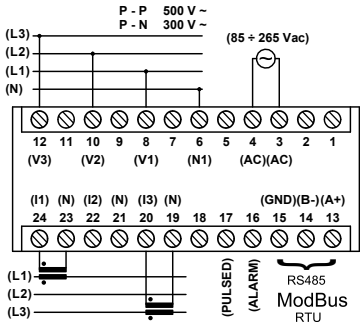 P - P 500 V ~
P - N 300 V ~
(L3)
(L2)
(L1)
(N)
(85 ÷ 265 Vac)
~
12 11 10 9 8 7 6 5 4 3 2 1
(V3) (V2) (V1) (N1) (AC)(AC)
(I1) (N) (I2) (N) (I3) (N) (GND)(B-)(A+)
24 23 22 21 20 19 18 17 16 15 14 13
(L1)
(L2)
(L3)
(PULSED)
(ALARM)
RS485
ModBus
RTU